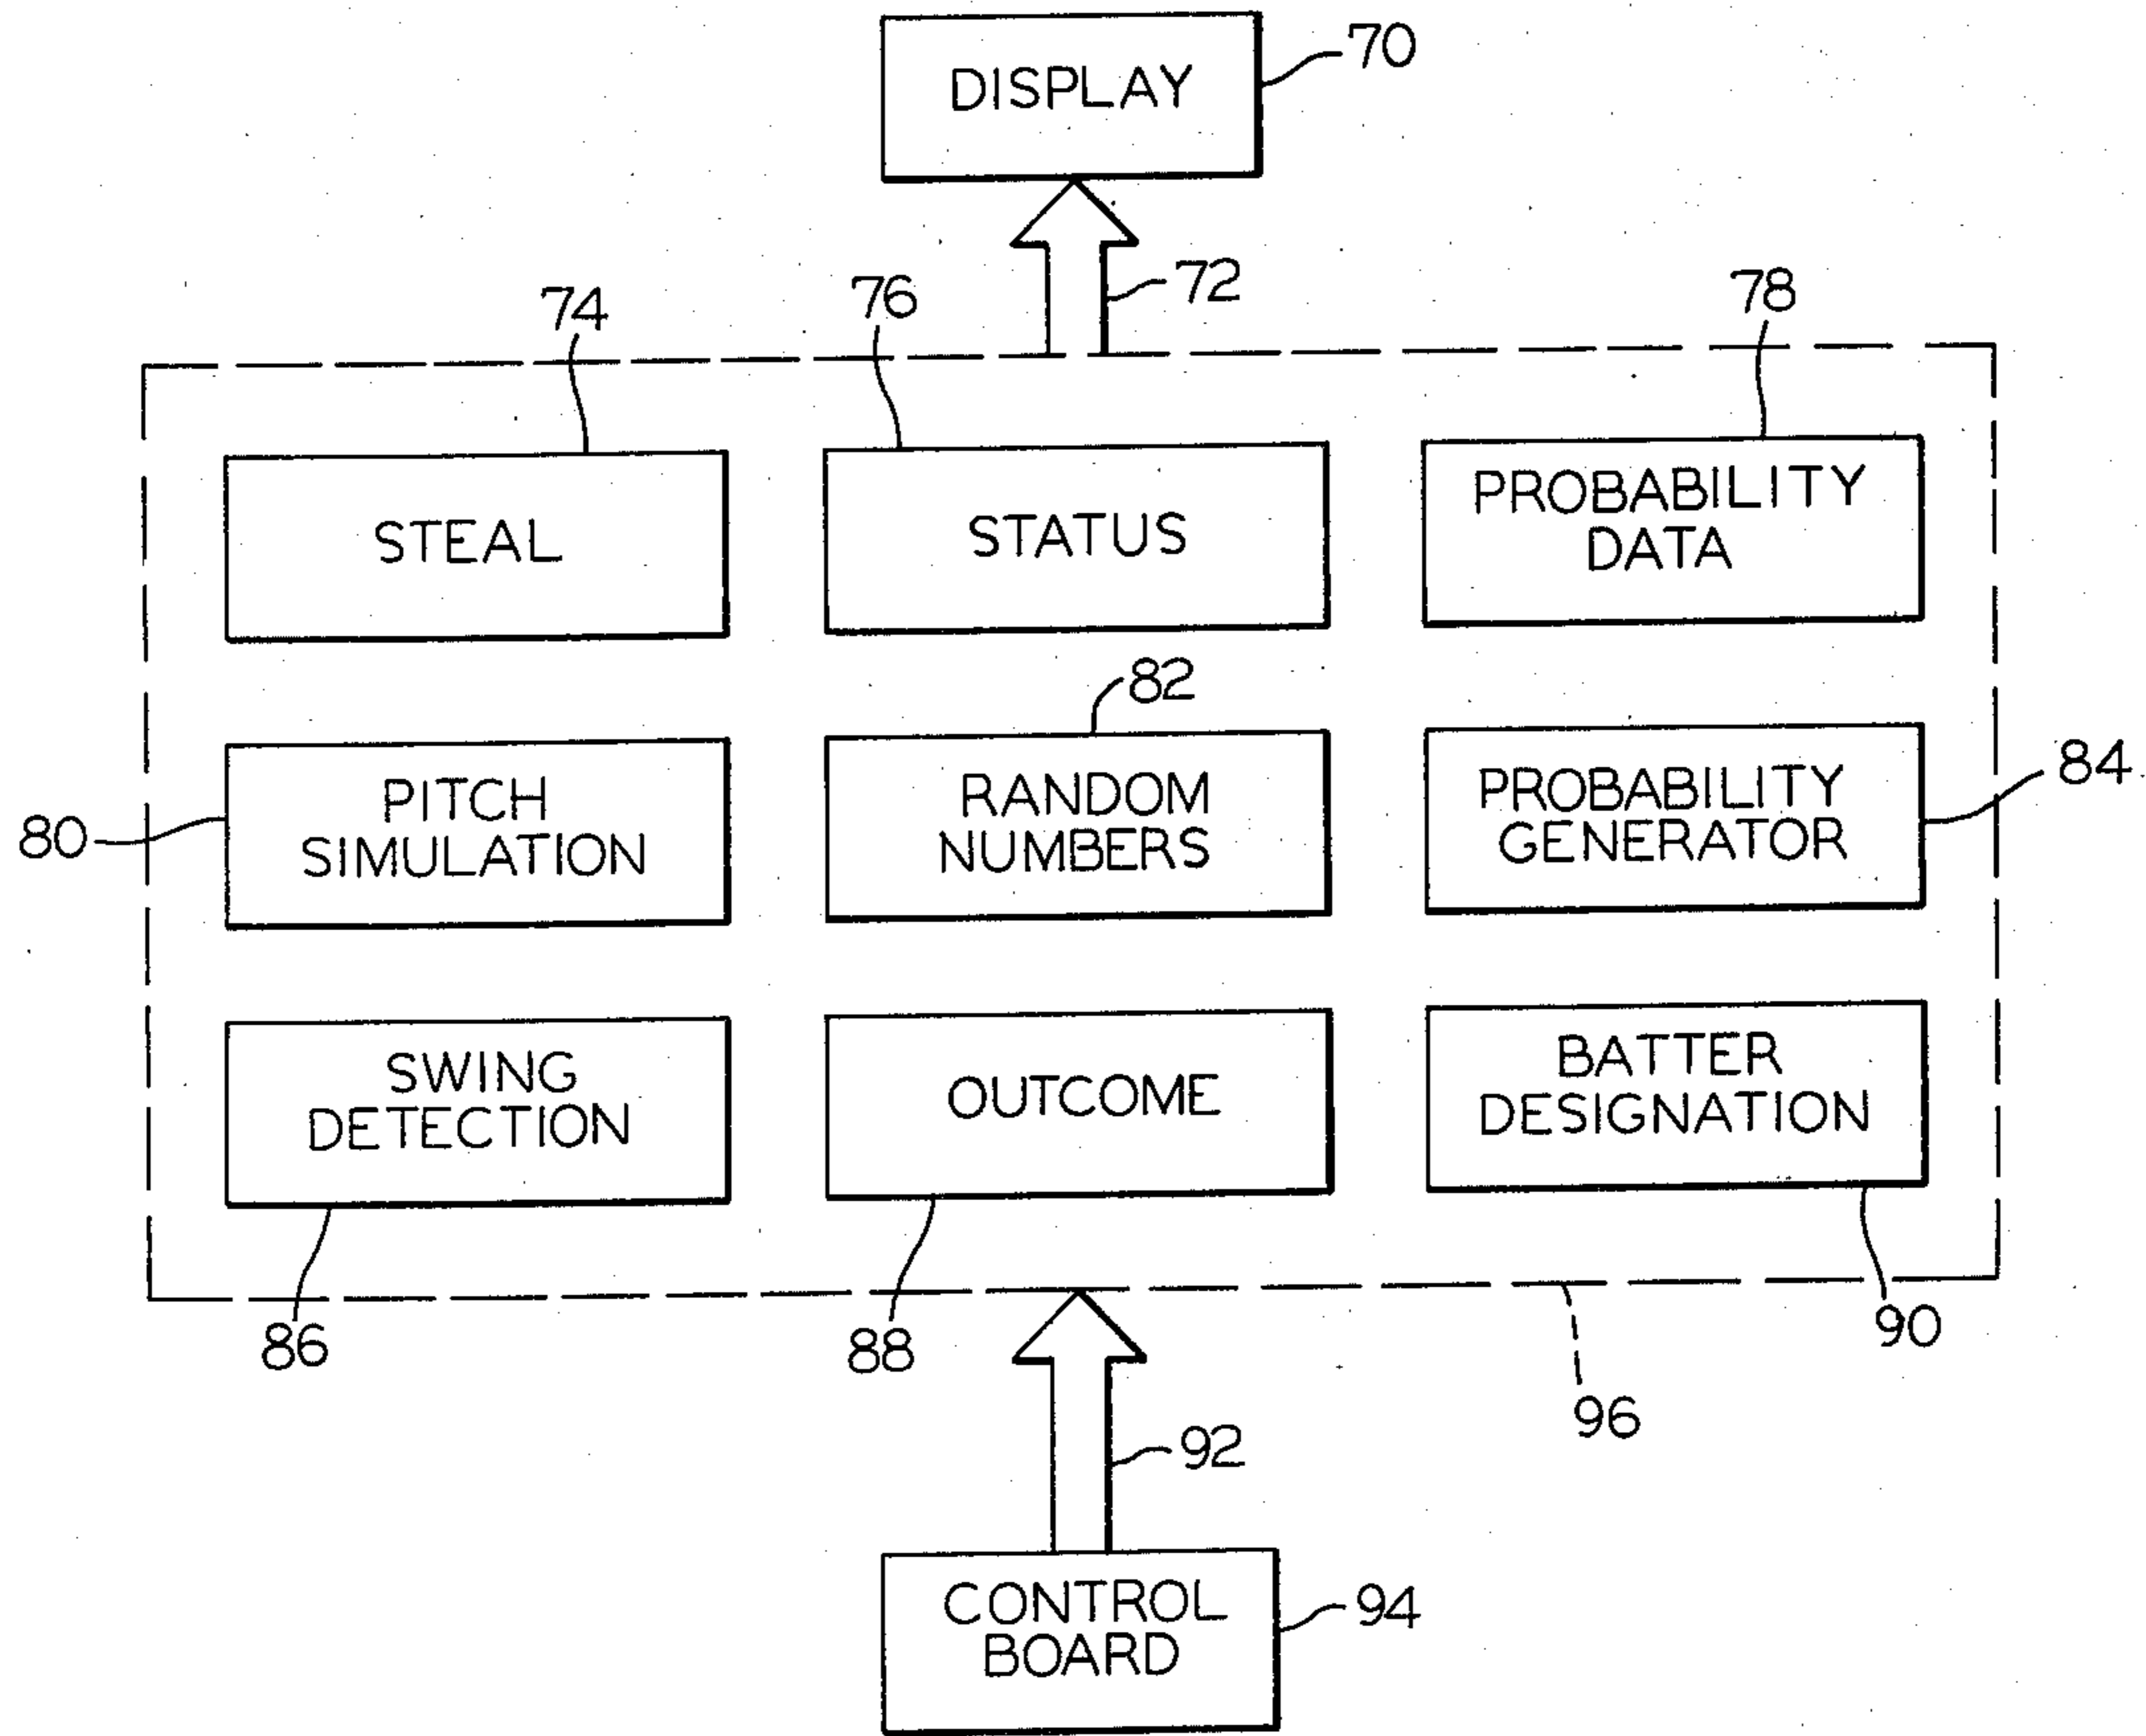 DISPLAY
70
72
74
76
78
STEAL
STATUS
PROBABILITY
DATA
82
PITCH
SIMULATION
80
RANDOM
NUMBERS
PROBABILITY
GENERATOR
84
SWING
DETECTION
OUTCOME
BATTER
DESIGNATION
86
88
90
96
92
CONTROL
BOARD
94